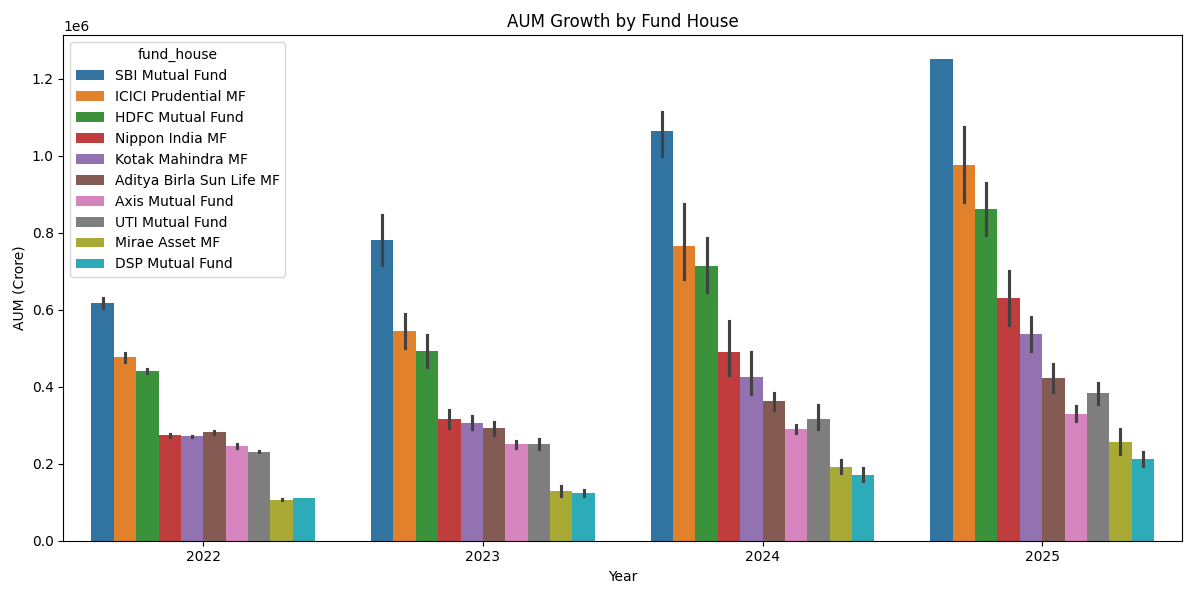 AUM Growth by Fund House
1e6
fund_house
SBI Mutual Fund
ICICI Prudential MF
HDFC Mutual Fund
Nippon India MF
Kotak Mahindra MF
Aditya Birla Sun Life MF
Axis Mutual Fund
UTI Mutual Fund
Mirae Asset MF
DSP Mutual Fund
AUM (Crore)
1.2
1.0
0.8
0.6
0.4
0.2
0.0
2022 2023 2024 2025
Year